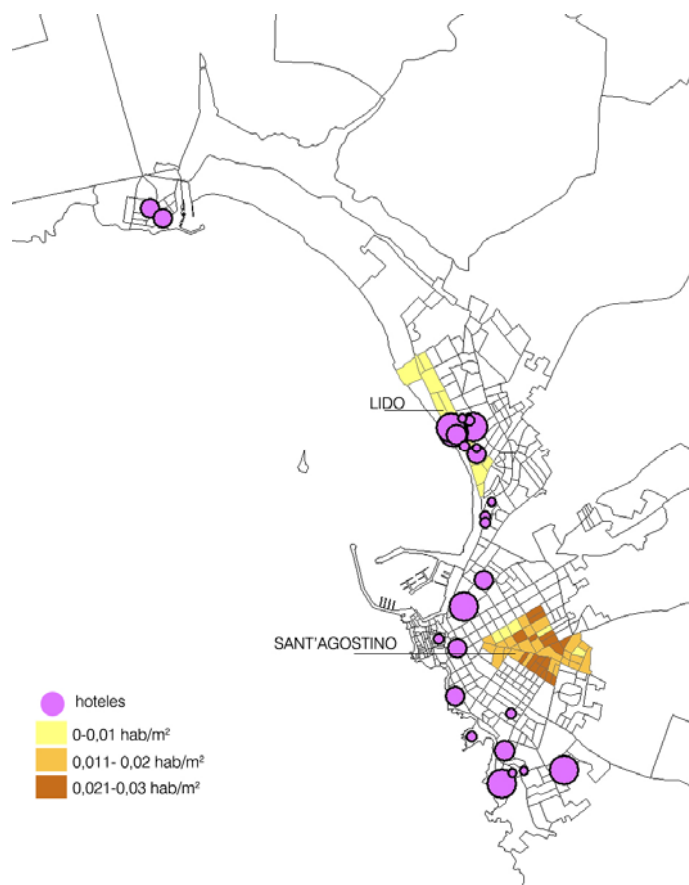 LIDO
SANT'AGOSTINO
hoteles
0-0,01 hab/m²
0,011- 0,02 hab/m²
0,021-0,03 hab/m²